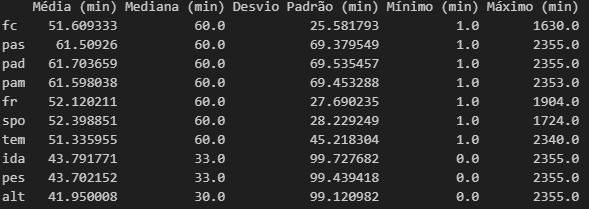 Média (min) Mediana (min) Desvio Padrão (min) Mínimo (min) Máximo (min)
fc 51.609333 60.0 25.581793 1.0 1630.0
pas 61.50926 60.0 69.379549 1.0 2355.0
pad 61.703659 60.0 69.535457 1.0 2355.0
pam 61.598038 60.0 69.453288 1.0 2353.0
fr 52.120211 60.0 27.690235 1.0 1904.0
spo 52.398851 60.0 28.229249 1.0 1724.0
tem 51.335955 60.0 45.218304 1.0 2340.0
ida 43.791771 33.0 99.727682 0.0 2355.0
pes 43.702152 33.0 99.439418 0.0 2355.0
alt 41.950008 30.0 99.120982 0.0 2355.0